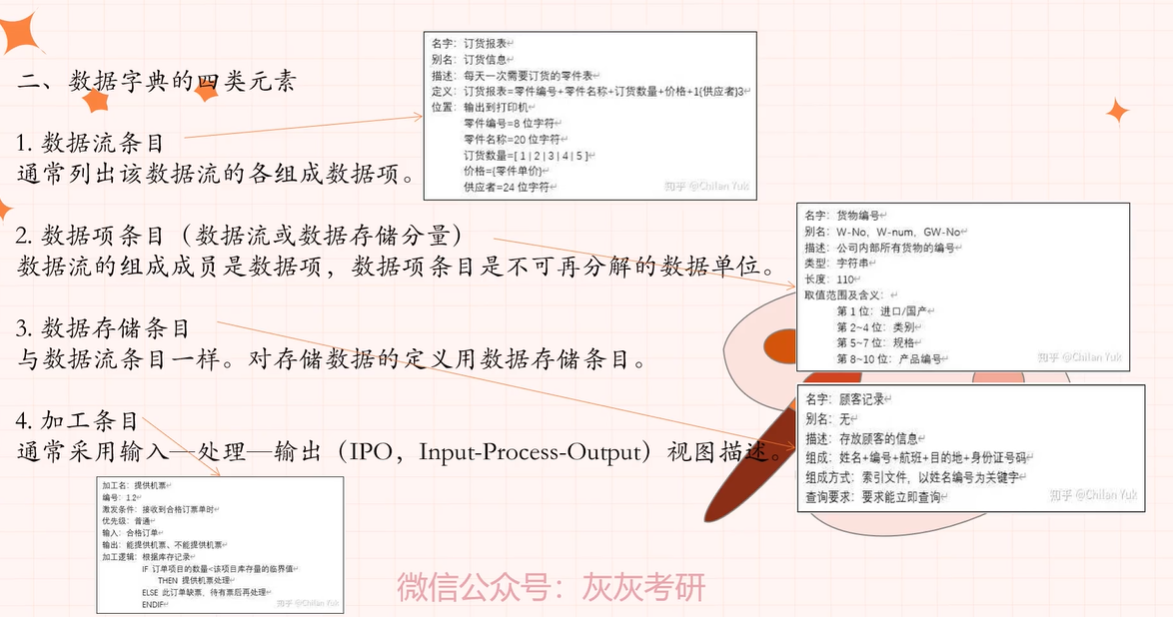 二、数据字典的四类元素
1. 数据流条目
通常列出该数据流的各组成数据项。
2. 数据项条目（数据流或数据存储分量）
数据流的组成成员是数据项，数据项条目是不可再分解的数据单位。
3. 数据存储条目
与数据流条目一样。对存储数据的定义用数据存储条目。
4. 加工条目
通常采用输入—处理—输出（IPO，Input-Process-Output）视图描述。
名字：订货报表↵
别名：订货信息↵
描述：每天一次需要订货的零件表↵
定义：订货报表=零件编号+零件名称+订货数量+价格+1{供应者}3↵
位置：输出到打印机↵
零件编号=8 位字符↵
零件名称=20 位字符↵
订货数量=[ 1 | 2 | 3 | 4 | 5 ]↵
价格={零件单价}↵
供应者=24 位字符↵
知乎 @Chilan Yuk
名字：货物编号↵
别名：W-No，W-num，GW-No↵
描述：公司内部所有货物的编号↵
类型：字符串↵
长度：110↵
取值范围及含义：↵
第 1 位：进口/国产↵
第 2~4 位：类别↵
第 5~7 位：规格↵
第 8~10 位：产品编号↵
知乎 @Chilan Yuk
名字：顾客记录↵
别名：无↵
描述：存放顾客的信息↵
组成：姓名+编号+航班+目的地+身份证号码↵
组成方式：索引文件，以姓名编号为关键字↵
查询要求：要求能立即查询↵
知乎 @Chilan Yuk
加工名：提供机票↵
编号：1.2↵
激发条件：接收到合格订票单时↵
优先级：普通↵
输入：合格订单↵
输出：能提供机票、不能提供机票↵
加工逻辑：根据库存记录↵
IF 订单项目的数量<该项目库存量的临界值↵
THEN 提供机票处理↵
ELSE 此订单缺票，待有票后再处理↵
ENDIF↵
知乎 @Chilan Yuk
微信公众号：灰灰考研